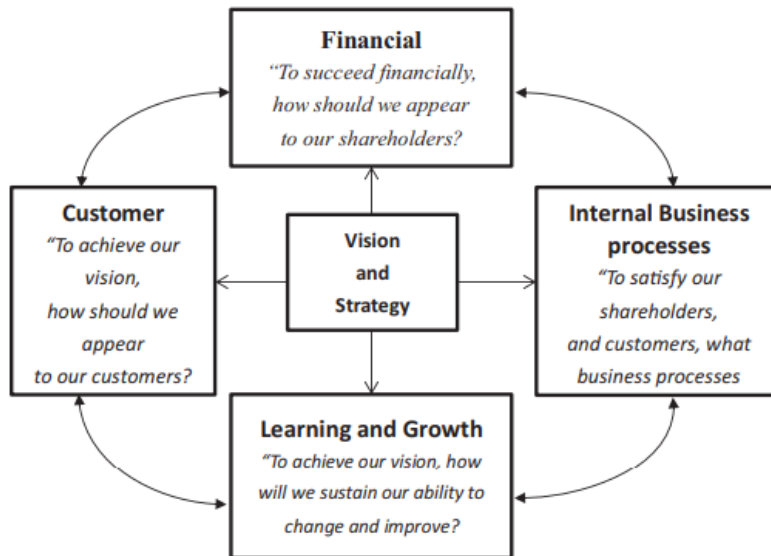 Financial
“To succeed financially,
how should we appear
to our shareholders?
Customer
“To achieve our
vision,
how should we
appear
to our customers?
Vision
and
Strategy
Internal Business
processes
“To satisfy our
shareholders,
and customers, what
business processes
Learning and Growth
“To achieve our vision, how
will we sustain our ability to
change and improve?